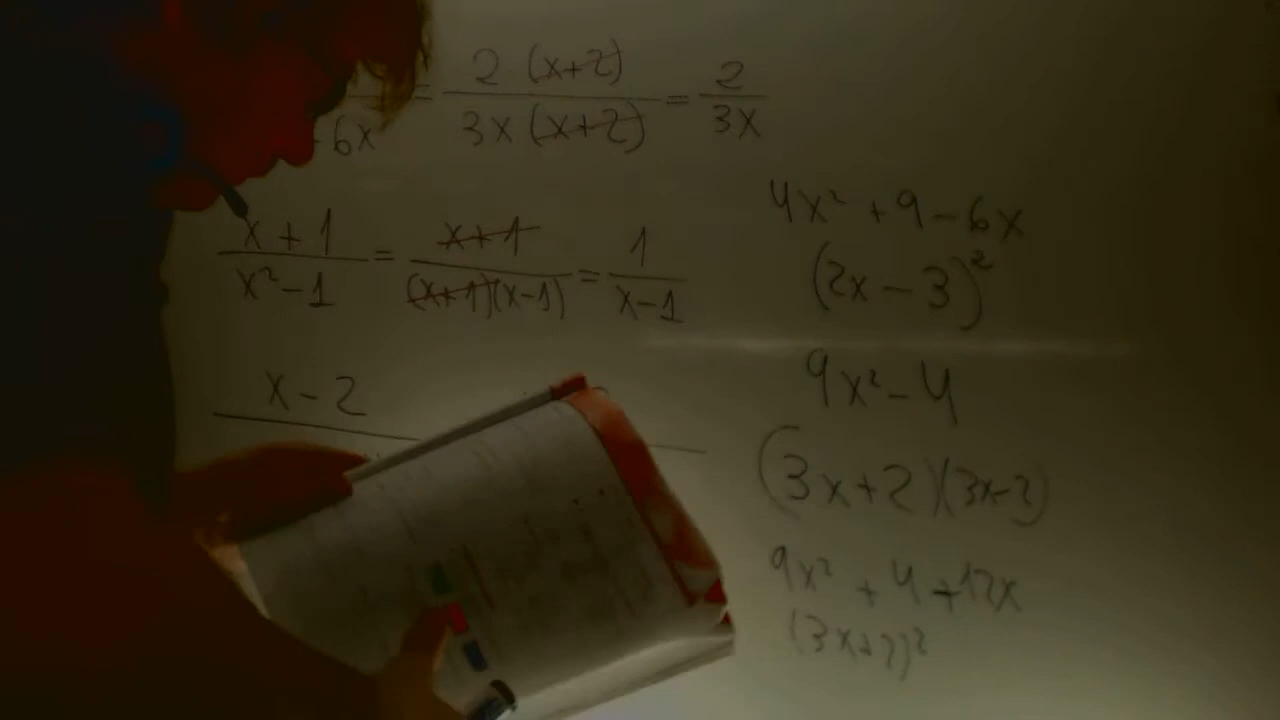 - 6x = 2 (x+2) / 3x (x+2) = 2 / 3x
x + 1 / x² - 1 = x + 1 / (x+1)(x-1) = 1 / x-1
x - 2
4x² + 9 - 6x
(2x - 3)²
9x² - 4
(3x+2)(3x-2)
9x² + 4 + 12x
(3x+2)²